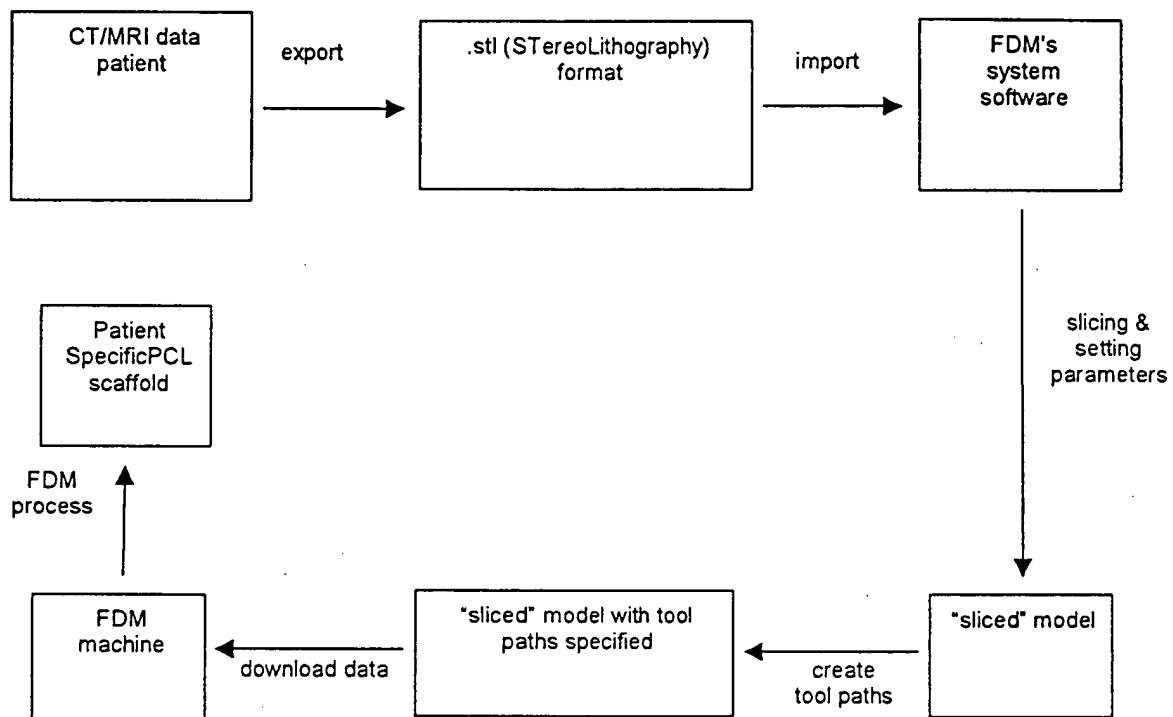 CT/MRI data
patient
export
.stl (STereoLithography)
format
import
FDM's
system
software
slicing &
setting
parameters
"sliced" model
create
tool paths
"sliced" model with tool
paths specified
download data
FDM
machine
FDM
process
Patient
SpecificPCL
scaffold